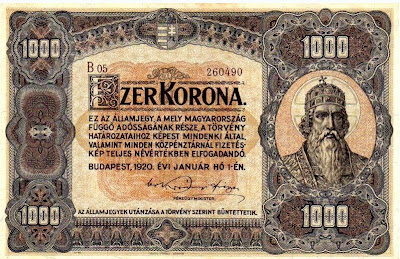 1000
1000
B 05 260490
EZER KORONA.
EZ AZ ÁLLAMJEGY, A MELY MAGYARORSZÁG
FÜGGŐ ADÓSSÁGÁNAK RÉSZE, A TÖRVÉNY
HATÁROZATAIHOZ KÉPEST MINDENKI ÁLTAL,
VALAMINT MINDEN KÖZPÉNZTÁRNÁL FIZETÉS-
KÉP TELJES NÉVÉRTÉKBEN ELFOGADANDÓ.
BUDAPEST, 1920. ÉVI JANUÁR HÓ 1-ÉN.
PÉNZÜGYMINISTER
1000
1000
AZ ÁLLAMJEGYEK UTÁNZÁSA A TÖRVÉNY SZERINT BÜNTETTETIK.